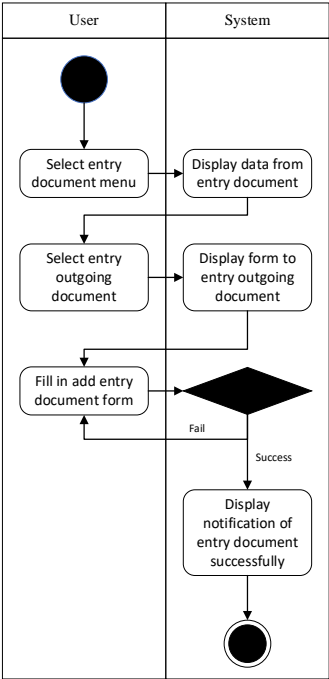 User
System
Select entry
document menu
Display data from
entry document
Select entry
outgoing
document
Display form to
entry outgoing
document
Fill in add entry
document form
Fail
Success
Display
notification of
entry document
successfully